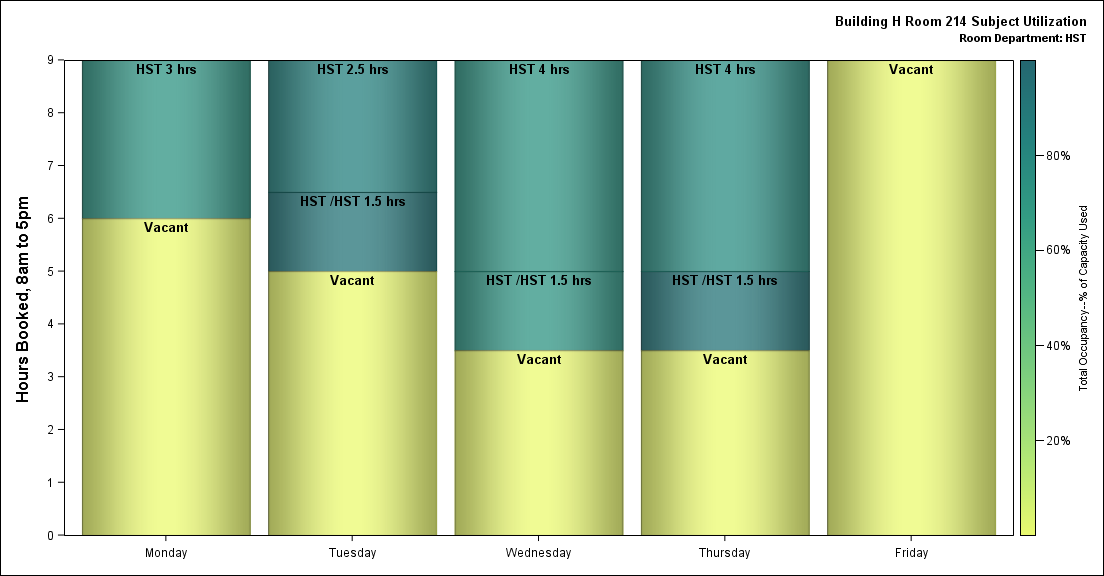 Building H Room 214 Subject Utilization
Room Department: HST
Hours Booked, 8am to 5pm
9
8
7
6
5
4
3
2
1
0
HST 3 hrs
Vacant
HST 2.5 hrs
HST /HST 1.5 hrs
Vacant
HST 4 hrs
HST /HST 1.5 hrs
Vacant
HST 4 hrs
HST /HST 1.5 hrs
Vacant
Vacant
Monday
Tuesday
Wednesday
Thursday
Friday
80%
60%
40%
20%
Total Occupancy--% of Capacity Used